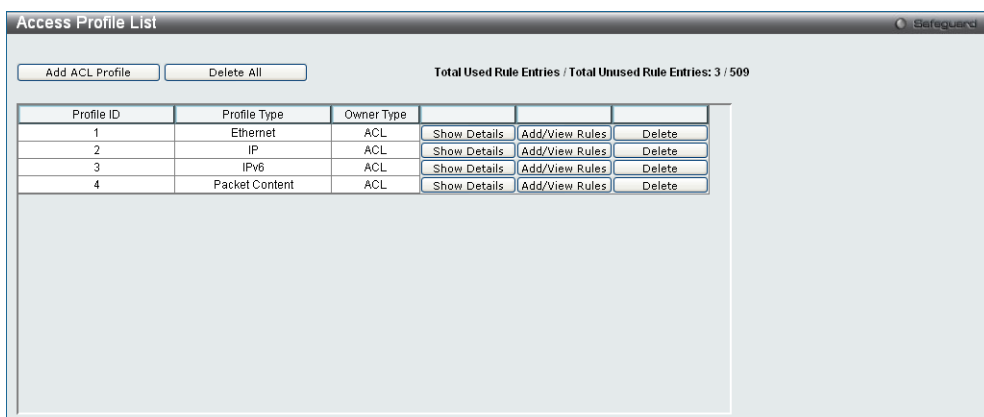 Access Profile List
Safeguard
Add ACL Profile Delete All Total Used Rule Entries / Total Unused Rule Entries: 3 / 509
Profile ID Profile Type Owner Type
1 Ethernet ACL Show Details Add/View Rules Delete
2 IP ACL Show Details Add/View Rules Delete
3 IPv6 ACL Show Details Add/View Rules Delete
4 Packet Content ACL Show Details Add/View Rules Delete